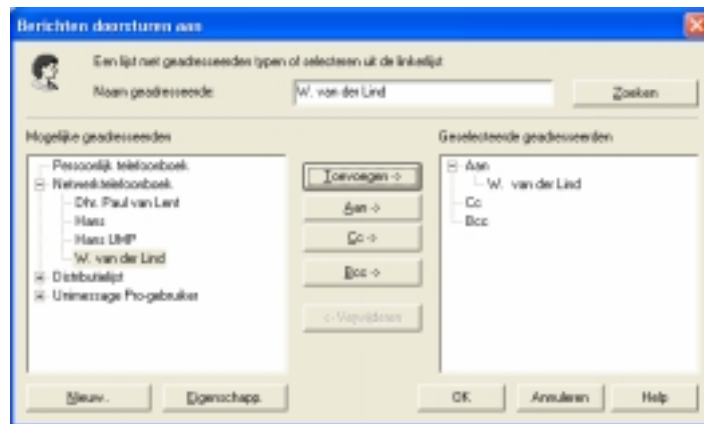 Berichten doorsturen aan
Een lijst met geadresseerden typen of selecteren uit de linkerlijst
Naam geadresseerde: W. van der Lind Zoeken
Mogelijke geadresseerden
Geselecteerde geadresseerden
Persoonlijk telefoonboek
Netwerktelefoonboek
Dhr. Paul van Lent
Hans
Hans UMP
W. van der Lind
Distributielijst
Unimessage Pro-gebruiker
Toevoegen ->
Aan ->
Cc ->
Bcc ->
<- Verwijderen
Aan
W. van der Lind
Cc
Bcc
Nieuw..
Eigenschapp.
OK
Annuleren
Help